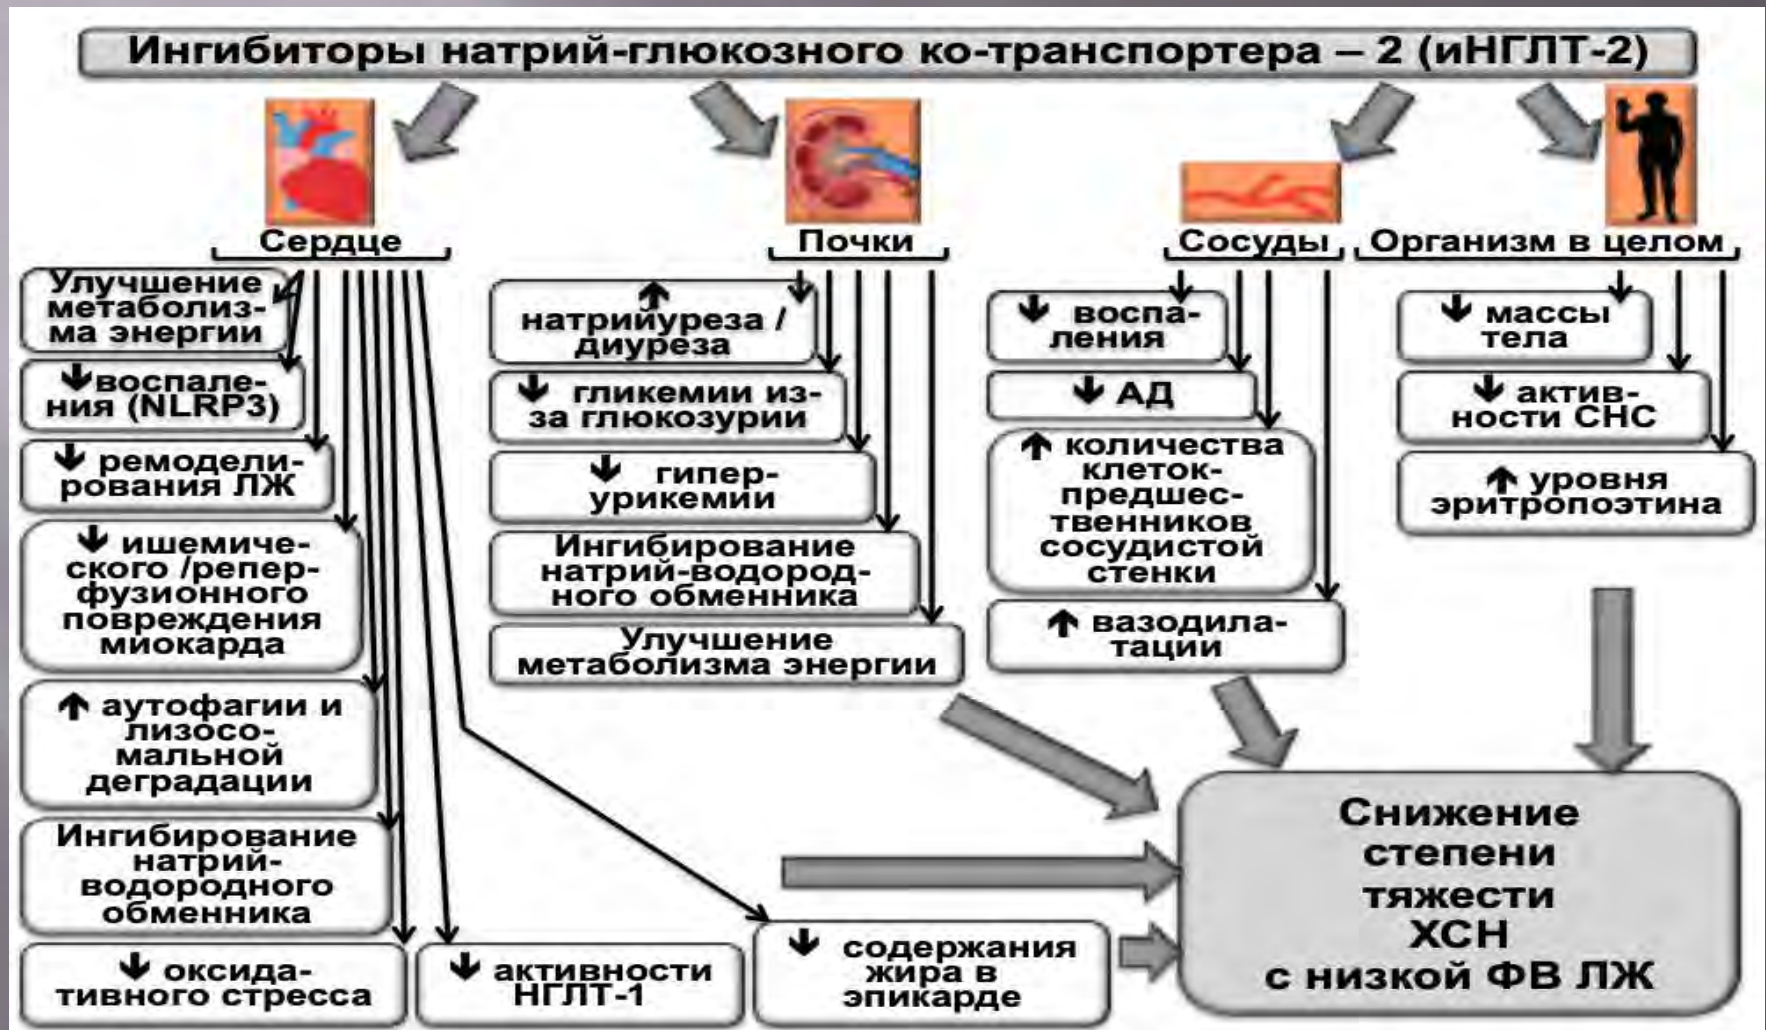 Ингибиторы натрий-глюкозного ко-транспортера – 2 (иНГЛТ-2)
Сердце
Улучшение
метаболиз-
ма энергии
↓воспале-
ния (NLRP3)
↓ ремодели-
рования ЛЖ
↓ ишемиче-
ского /репер-
фузионного
повреждения
миокарда
↑ аутофагии и
лизосо-
мальной
деградации
Ингибирование
натрий-
водородного
обменника
↓ оксида-
тивного стресса
↓ активности
НГЛТ-1
↓ содержания
жира в
эпикарде
Почки
↑
натрийуреза /
диуреза
↓ гликемии из-
за глюкозурии
↓ гипер-
урикемии
Ингибирование
натрий-водород-
ного обменника
Улучшение
метаболизма энергии
Сосуды
↓ воспа-
ления
↓ АД
↑ количества
клеток-
предшес-
твенников
сосудистой
стенки
↑ вазодила-
тации
Организм в целом
↓ массы
тела
↓ актив-
ности СНС
↑ уровня
эритропоэтина
Снижение
степени
тяжести
ХСН
с низкой ФВ ЛЖ